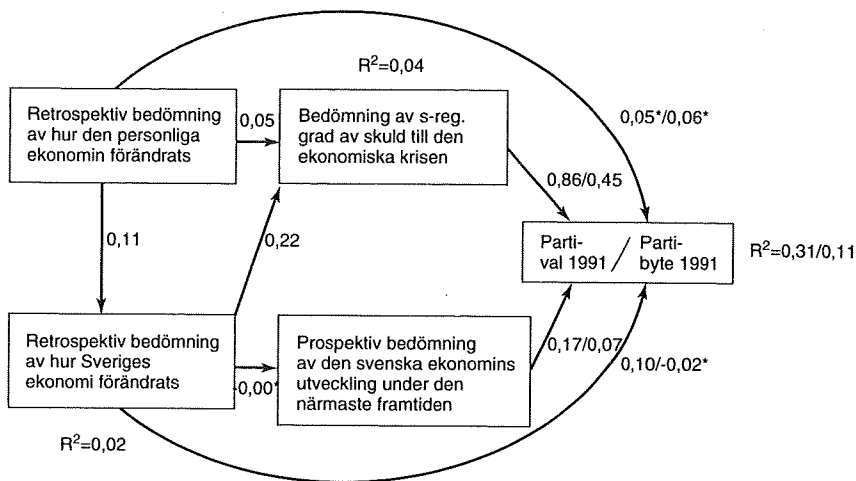 R²=0,04
Retrospektiv bedömning
av hur den personliga
ekonomin förändrats
0,05
Bedömning av s-reg.
grad av skuld till den
ekonomiska krisen
0,05*/0,06*
0,86/0,45
0,11
0,22
Parti-
val 1991
/
Parti-
byte 1991
R²=0,31/0,11
Retrospektiv bedömning
av hur Sveriges
ekonomi förändrats
-0,00*
Prospektiv bedömning
av den svenska ekonomins
utveckling under den
närmaste framtiden
0,17/0,07
0,10/-0,02*
R²=0,02